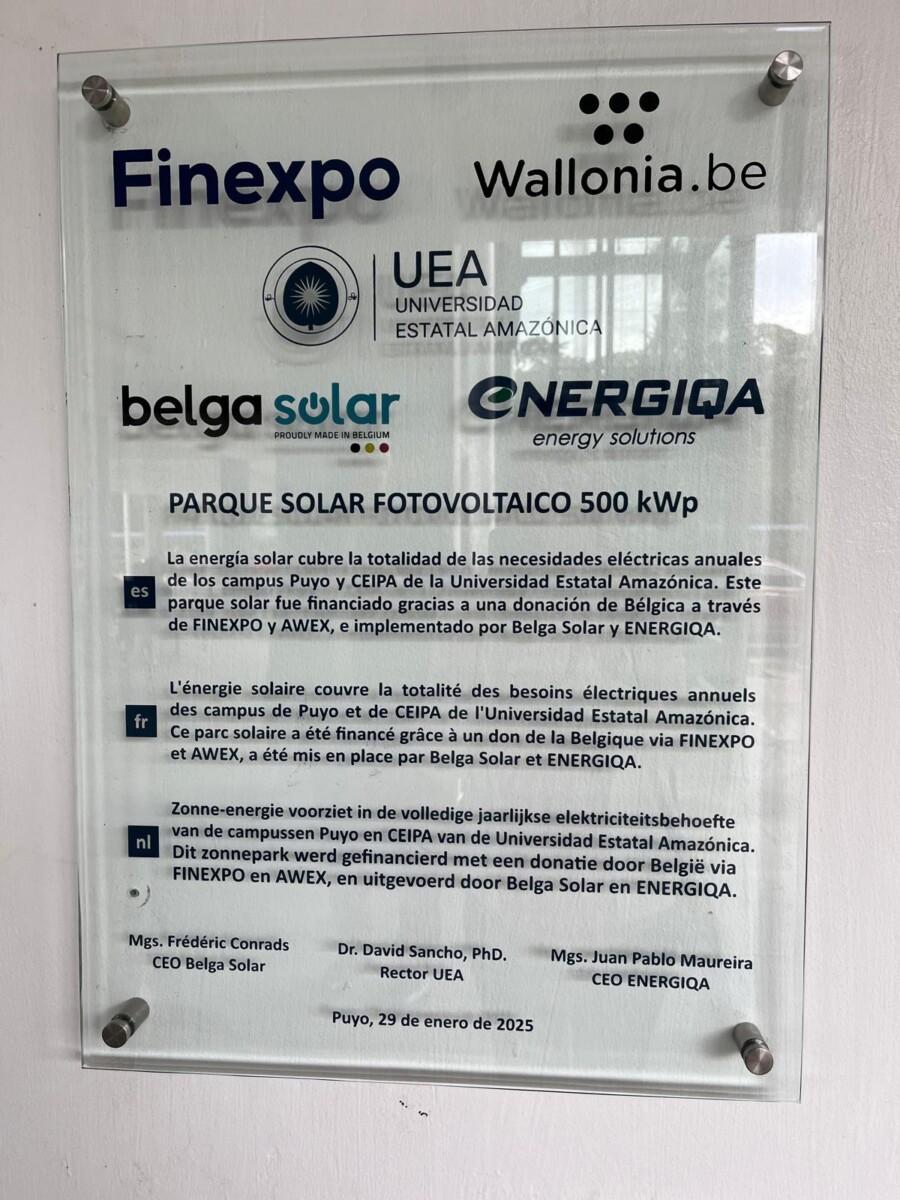 Finexpo
Wallonia.be
UEA
UNIVERSIDAD
ESTATAL AMAZÓNICA
belga solar
PROUDLY MADE IN BELGIUM
ENERGIQA
energy solutions
PARQUE SOLAR FOTOVOLTAICO 500 kWp
es
La energía solar cubre la totalidad de las necesidades eléctricas anuales
de los campus Puyo y CEIPA de la Universidad Estatal Amazónica. Este
parque solar fue financiado gracias a una donación de Bélgica a través
de FINEXPO y AWEX, e implementado por Belga Solar y ENERGIQA.
fr
L'énergie solaire couvre la totalité des besoins électriques annuels
des campus de Puyo et de CEIPA de l'Universidad Estatal Amazónica.
Ce parc solaire a été financé grâce à un don de la Belgique via FINEXPO
et AWEX, a été mis en place par Belga Solar et ENERGIQA.
nl
Zonne-energie voorziet in de volledige jaarlijkse elektriciteitsbehoefte
van de campussen Puyo en CEIPA van de Universidad Estatal Amazónica.
Dit zonnepark werd gefinancierd met een donatie door België via
FINEXPO en AWEX, en uitgevoerd door Belga Solar en ENERGIQA.
Mgs. Frédéric Conrads
CEO Belga Solar
Dr. David Sancho, PhD.
Rector UEA
Mgs. Juan Pablo Maureira
CEO ENERGIQA
Puyo, 29 de enero de 2025